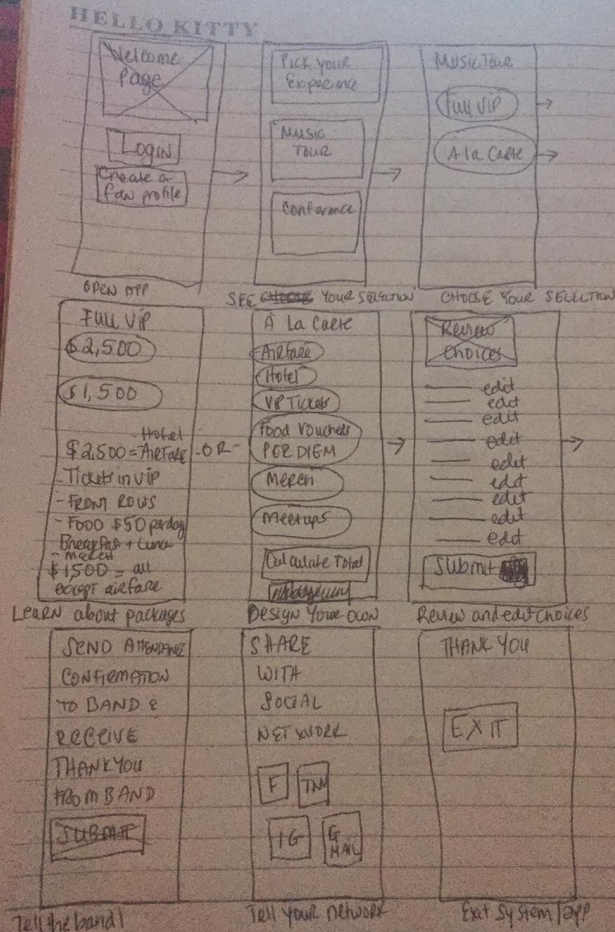 HELLO KITTY
Welcome
Page
LOGIN
Create a
fan profile
OPEN APP
Pick your
Experience
MUSIC
TOUR
Conference
SEE CHOOSE YOUR SELECTION
MUSIC TOUR
Full VIP
A la Carte
CHOOSE YOUR SELECTION
Full VIP
$2,500
$1,500
Hotel
$2,500 = AIRFARE
- Tickets in VIP
- FRONT ROWS
- FOOD $50 per day
Breakfast + Lunch
- merch
$1500 = all
except airfare
Learn about packages
- OR -
A La Carte
Airfare
Hotel
VIP Tickets
Food Vouchers
PER DIEM
Merch
Meetups
Calculate Total
Design Your Own
Review
Choices
edit
edit
edit
edit
edit
edit
edit
edit
edit
Submit
Review and edit choices
SEND ATTENDANCE
CONFIRMATION
TO BAND &
RECEIVE
THANK YOU
FROM BAND
SUBMIT
Tell the band!
SHARE
WITH
SOCIAL
NETWORK
F
IG
G
MAIL
Tell Your network
THANK YOU
EXIT
Exit System/app